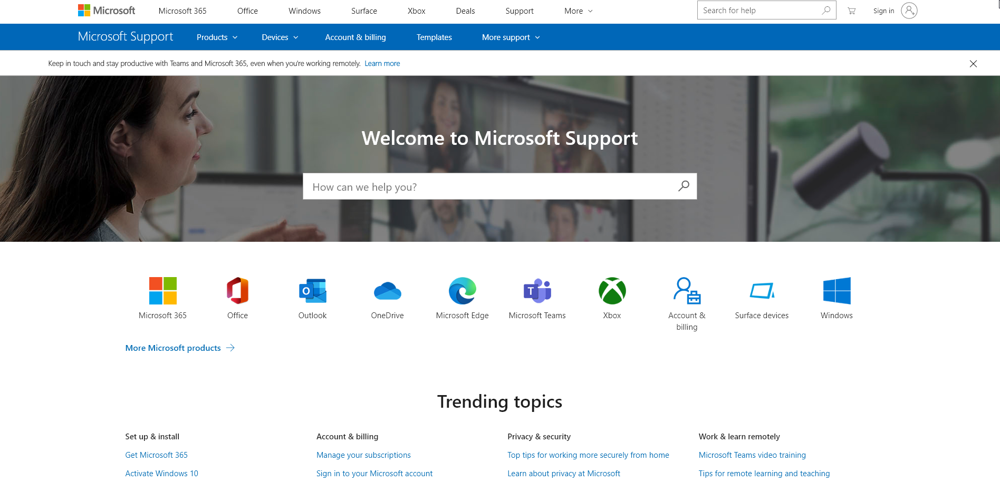 Microsoft
Microsoft 365
Office
Windows
Surface
Xbox
Deals
Support
More
Search for help
Sign in
Microsoft Support
Products
Devices
Account & billing
Templates
More support
Keep in touch and stay productive with Teams and Microsoft 365, even when you're working remotely. Learn more
Welcome to Microsoft Support
How can we help you?
Microsoft 365
Office
Outlook
OneDrive
Microsoft Edge
Microsoft Teams
Xbox
Account &
billing
Surface devices
Windows
More Microsoft products
Trending topics
Set up & install
Get Microsoft 365
Activate Windows 10
Account & billing
Manage your subscriptions
Sign in to your Microsoft account
Privacy & security
Top tips for working more securely from home
Learn about privacy at Microsoft
Work & learn remotely
Microsoft Teams video training
Tips for remote learning and teaching